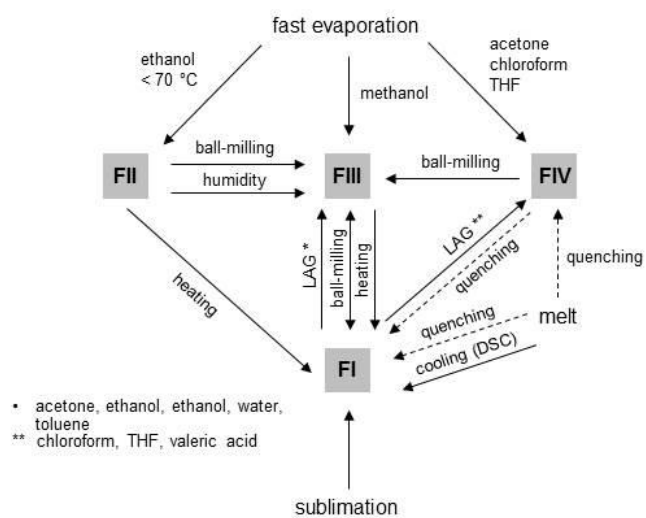 fast evaporation
ethanol
< 70 °C
methanol
acetone
chloroform
THF
ball-milling
humidity
FII
FIII
ball-milling
FIV
heating
LAG *
ball-milling
heating
LAG **
quenching
quenching
quenching
cooling (DSC)
melt
FI
• acetone, ethanol, ethanol, water,
toluene
** chloroform, THF, valeric acid
sublimation